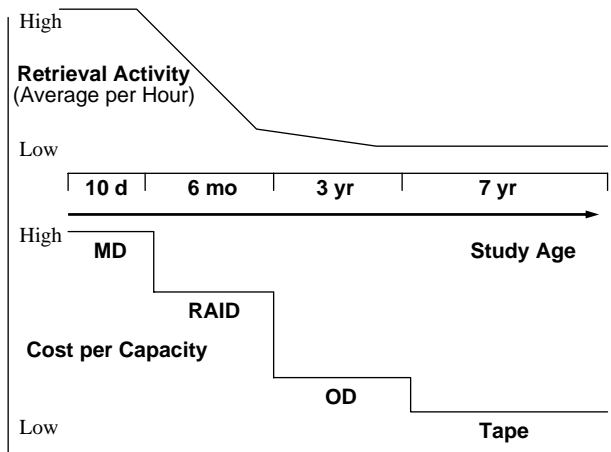 High
Retrieval Activity
(Average per Hour)
Low
10 d 6 mo 3 yr 7 yr
High
MD
Study Age
RAID
Cost per Capacity
OD
Low
Tape